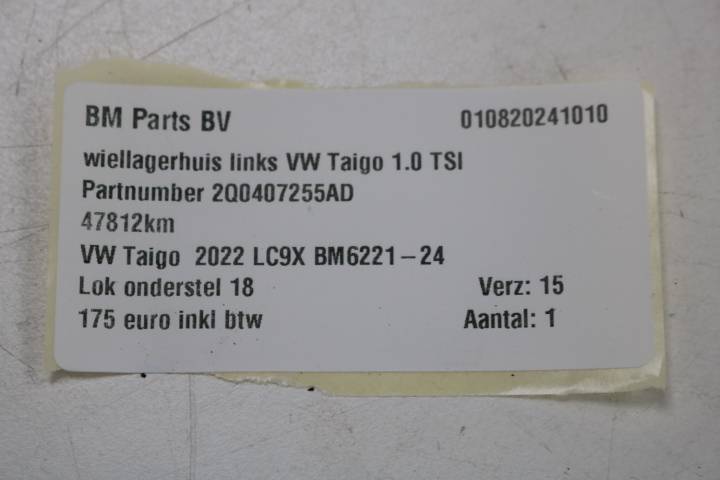 BM Parts BV 010820241010
wiellagerhuis links VW Taigo 1.0 TSI
Partnumber 2Q0407255AD
47812km
VW Taigo 2022 LC9X BM6221-24
Lok onderstel 18 Verz: 15
175 euro inkl btw Aantal: 1